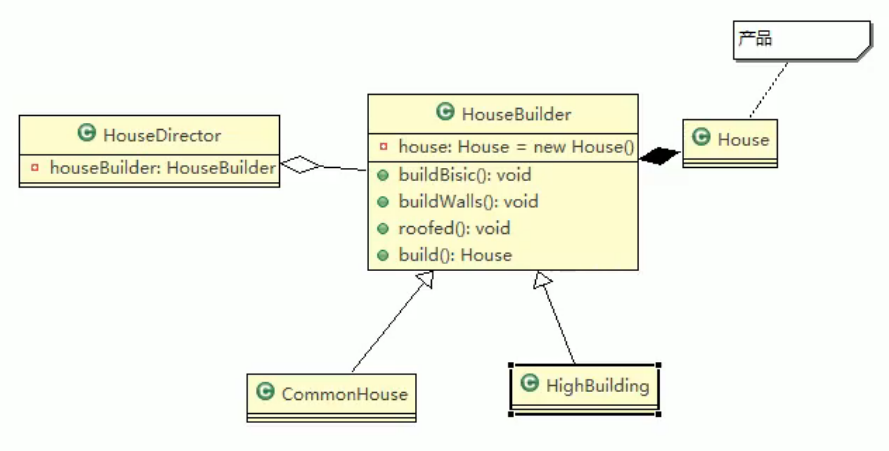 产品
HouseBuilder
HouseDirector
house: House = new House()
House
houseBuilder: HouseBuilder
buildBisic(): void
buildWalls(): void
roofed(): void
build(): House
CommonHouse
HighBuilding